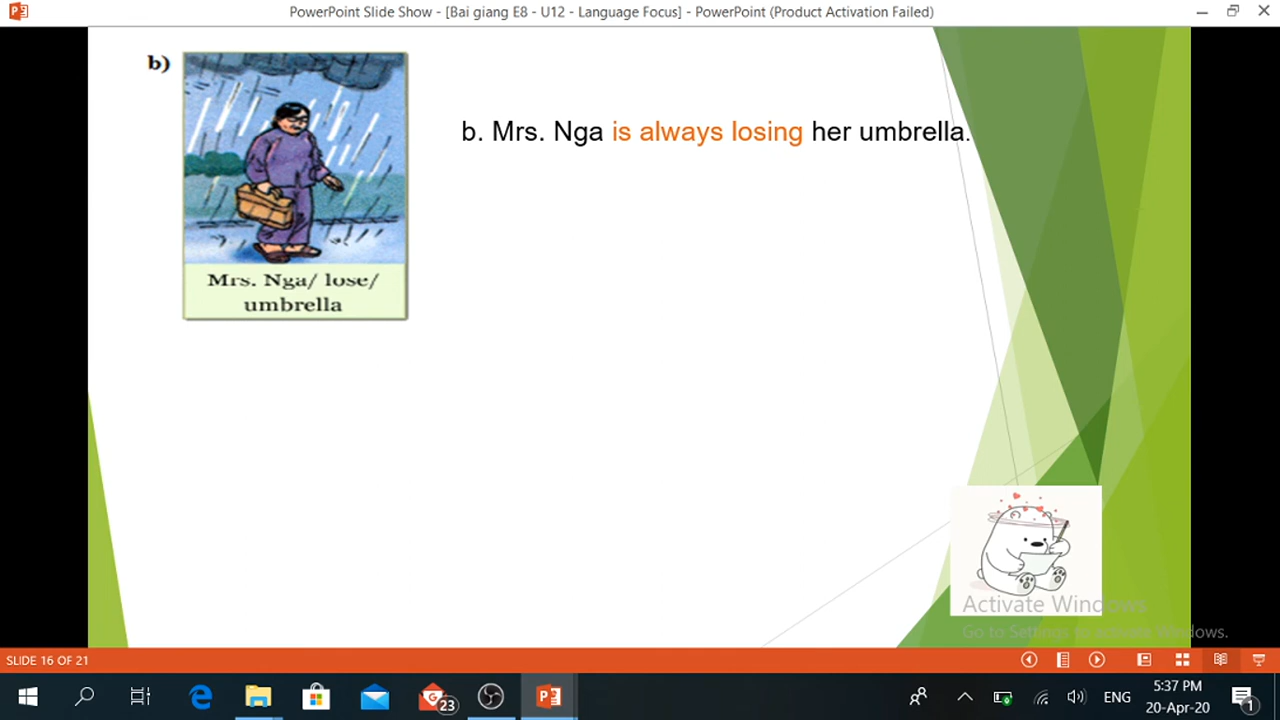 PowerPoint Slide Show - [Bai giang E8 - U12 - Language Focus] - PowerPoint (Product Activation Failed)
b)
b. Mrs. Nga is always losing her umbrella.
Mrs. Nga/ lose/
umbrella
Activate Windows
Go to Settings to activate Windows.
SLIDE 16 OF 21
23
ENG
5:37 PM
20-Apr-20
1